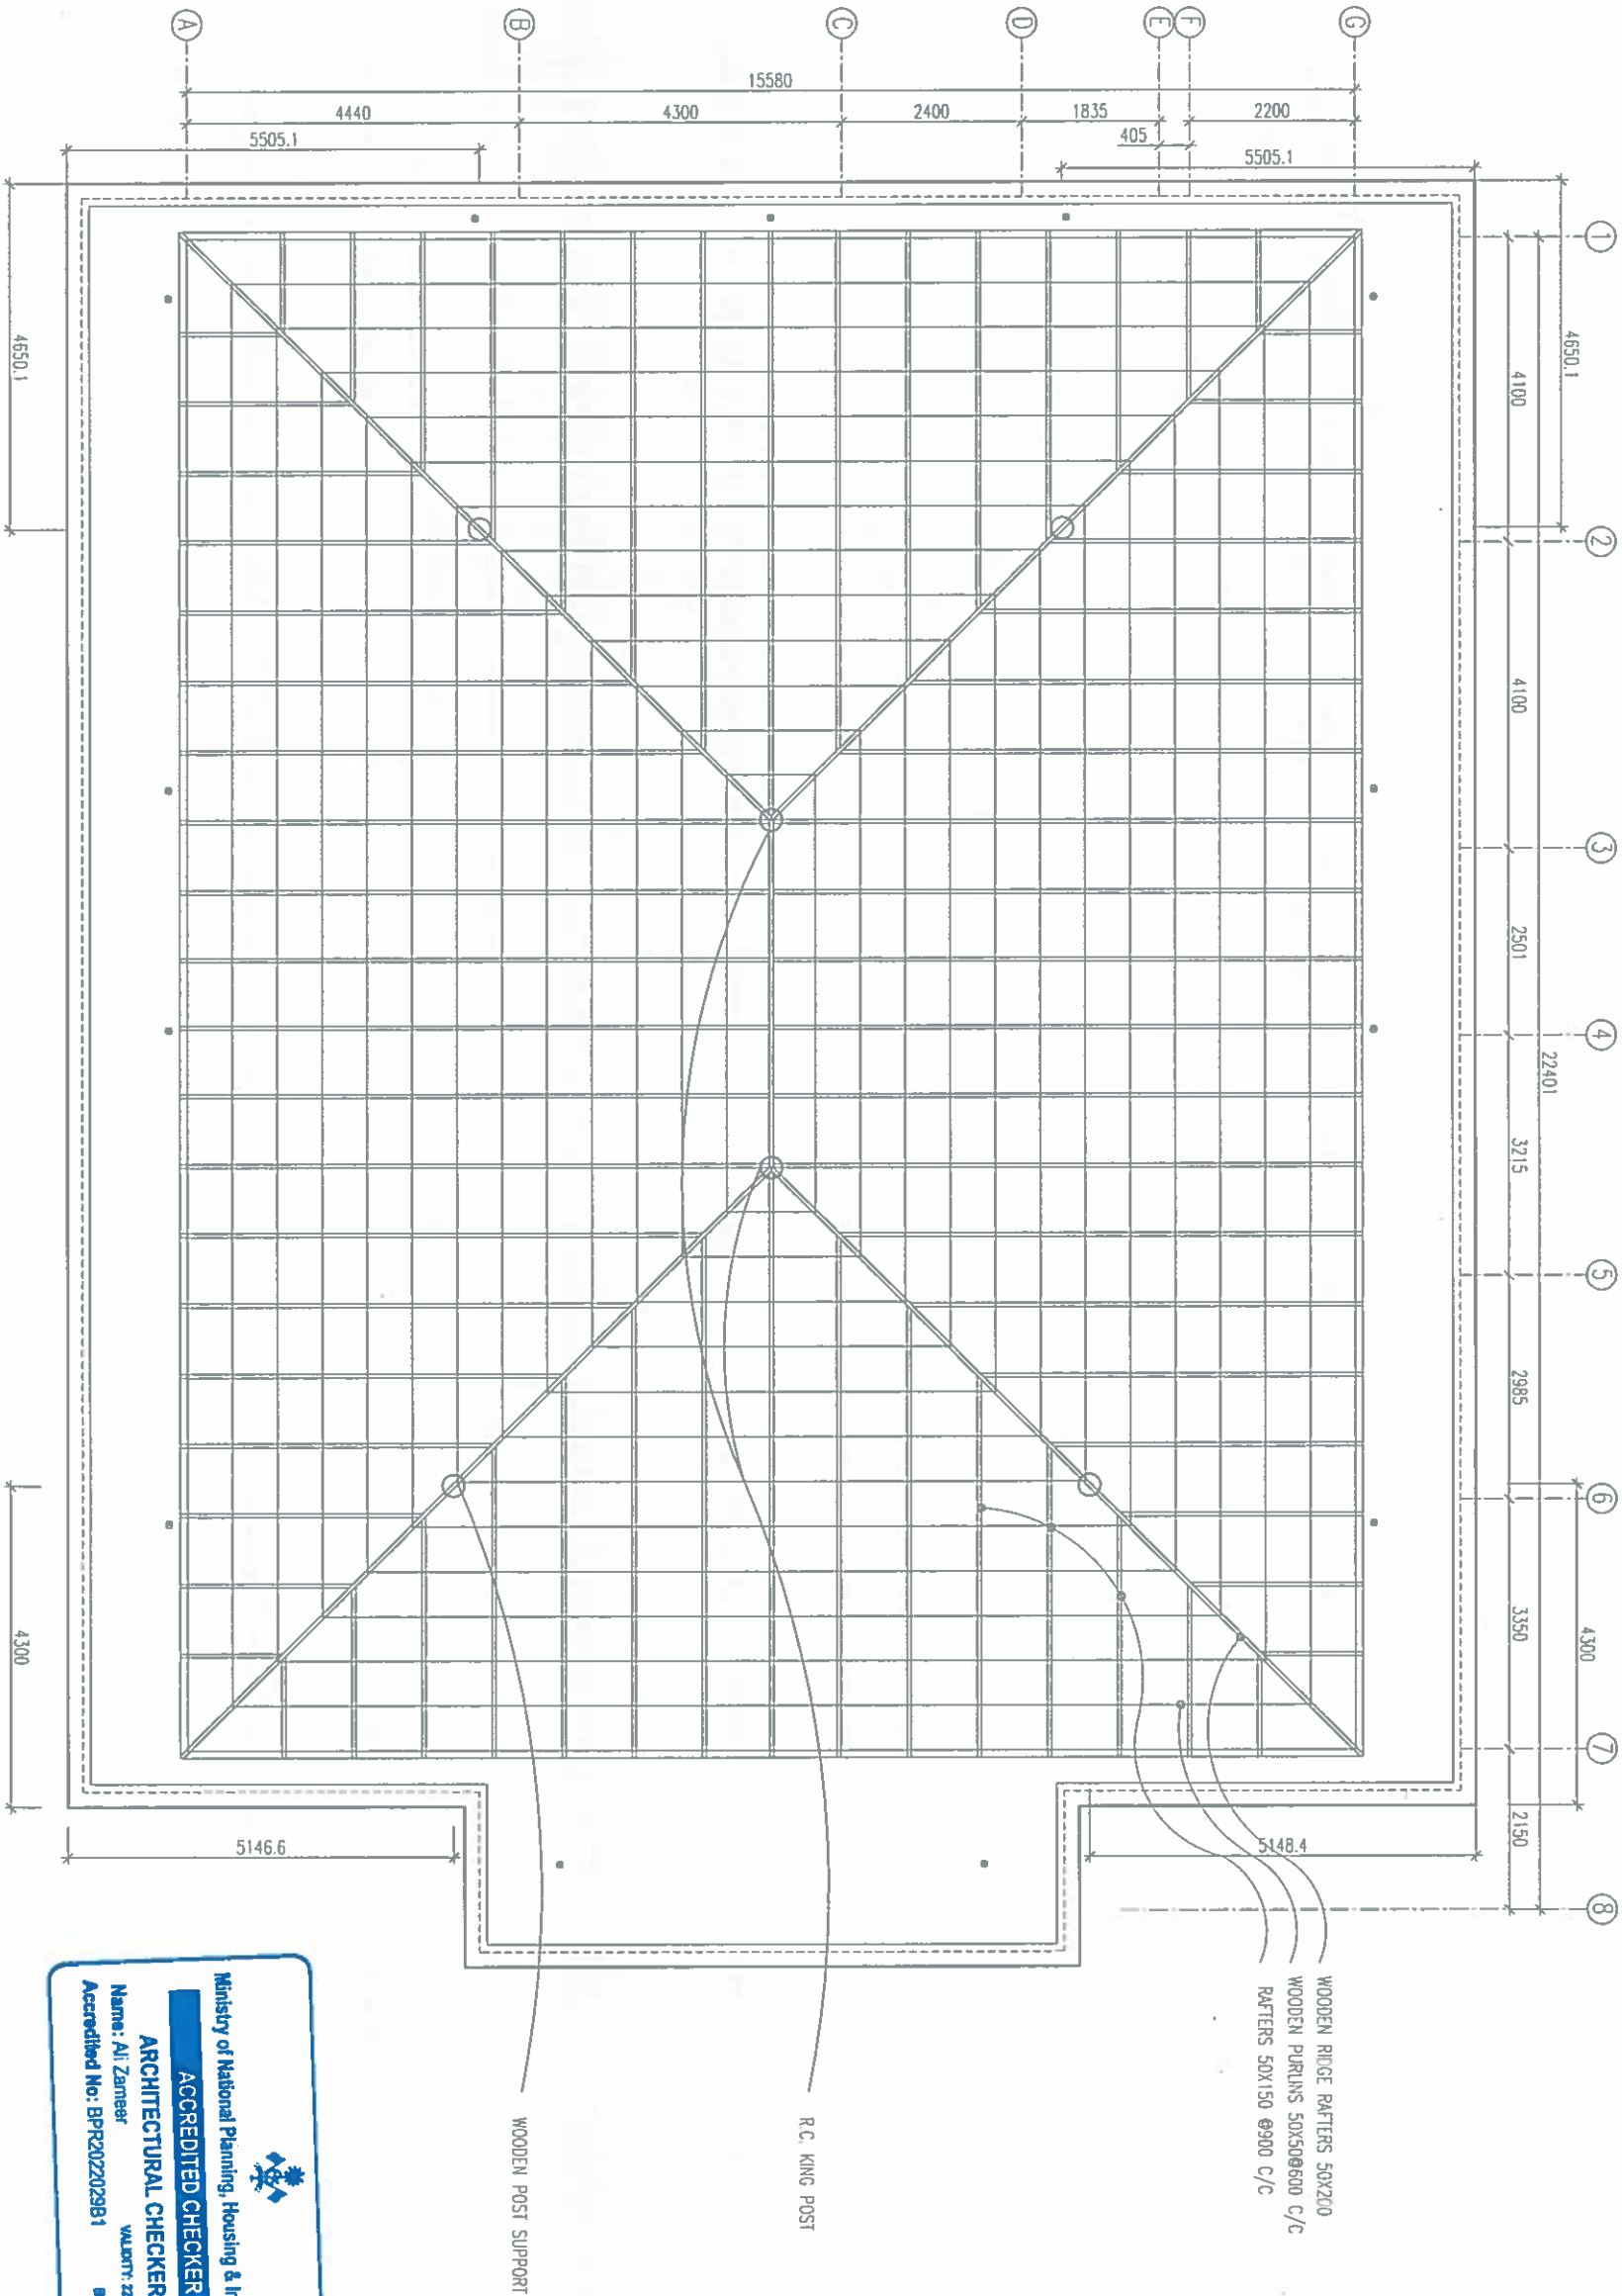 A
B
C
D
E
F
G
15580
4440
4300
2400
1835
2200
405
5505.1
5505.1
1
2
3
4
5
6
7
8
4650.1
4100
4100
2501
22401
3215
2985
3350
4300
2150
4650.1
4300
5146.6
5148.4
WOODEN RIDGE RAFTERS 50X200
WOODEN PURLINS 50X50@600 C/C
RAFTERS 50X150 @900 C/C
R.C. KING POST
WOODEN POST SUPPORT
Ministry of National Planning, Housing &
ACCREDITED CHECKER
ARCHITECTURAL CHECKER
Name: Ali Zameer
VALIDITY: 22
Accredited No: BPR2022029B1